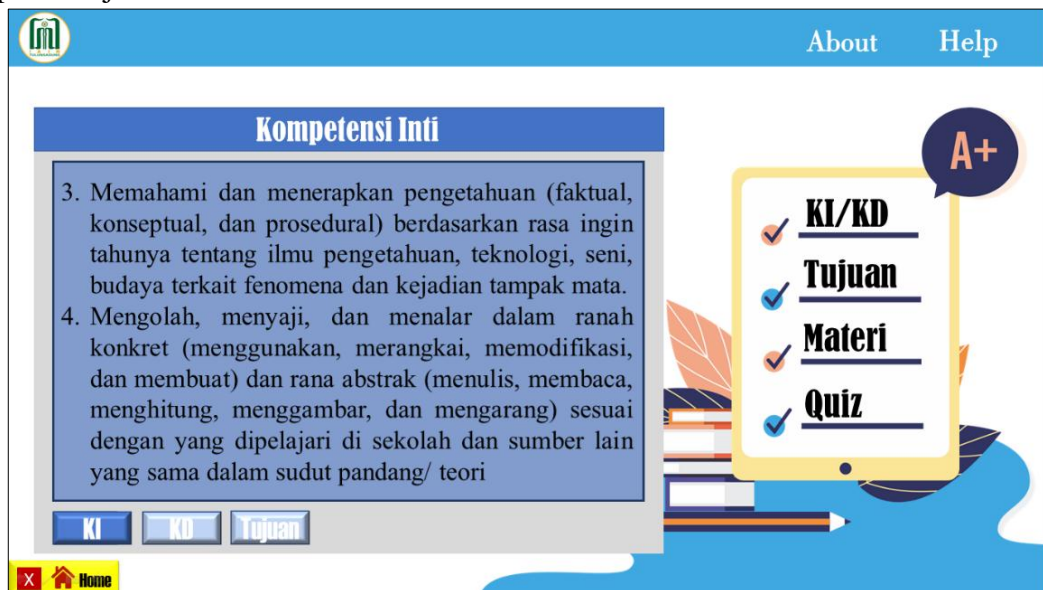 About Help
Kompetensi Inti
3. Memahami dan menerapkan pengetahuan (faktual,
konseptual, dan prosedural) berdasarkan rasa ingin
tahunya tentang ilmu pengetahuan, teknologi, seni,
budaya terkait fenomena dan kejadian tampak mata.
4. Mengolah, menyaji, dan menalar dalam ranah
konkret (menggunakan, merangkai, memodifikasi,
dan membuat) dan rana abstrak (menulis, membaca,
menghitung, menggambar, dan mengarang) sesuai
dengan yang dipelajari di sekolah dan sumber lain
yang sama dalam sudut pandang/ teori
KI KD Tujuan
A+
KI/KD
Tujuan
Materi
Quiz
X Home